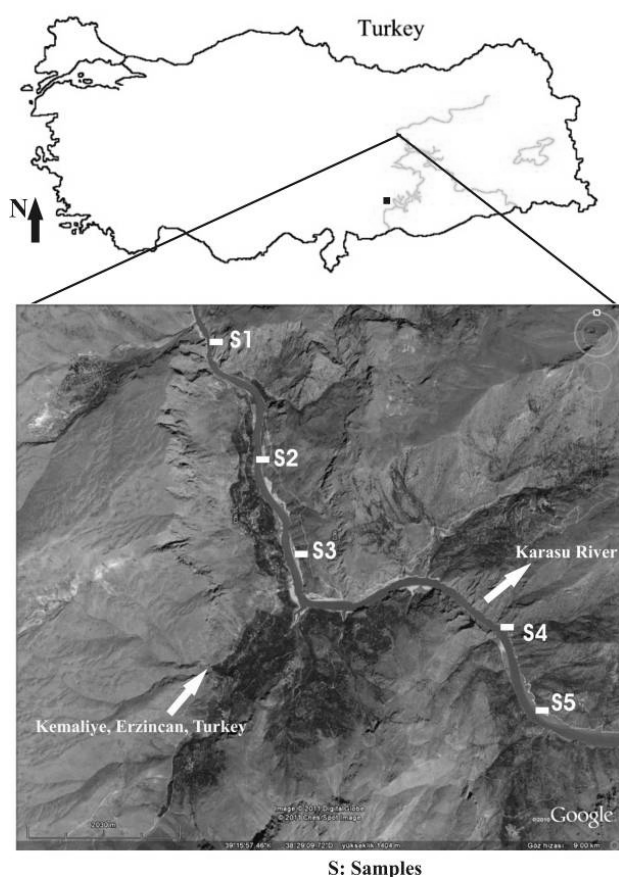 Turkey
N
S1
S2
S3
Karasu River
S4
S5
Kemaliye, Erzincan, Turkey
Google
S: Samples